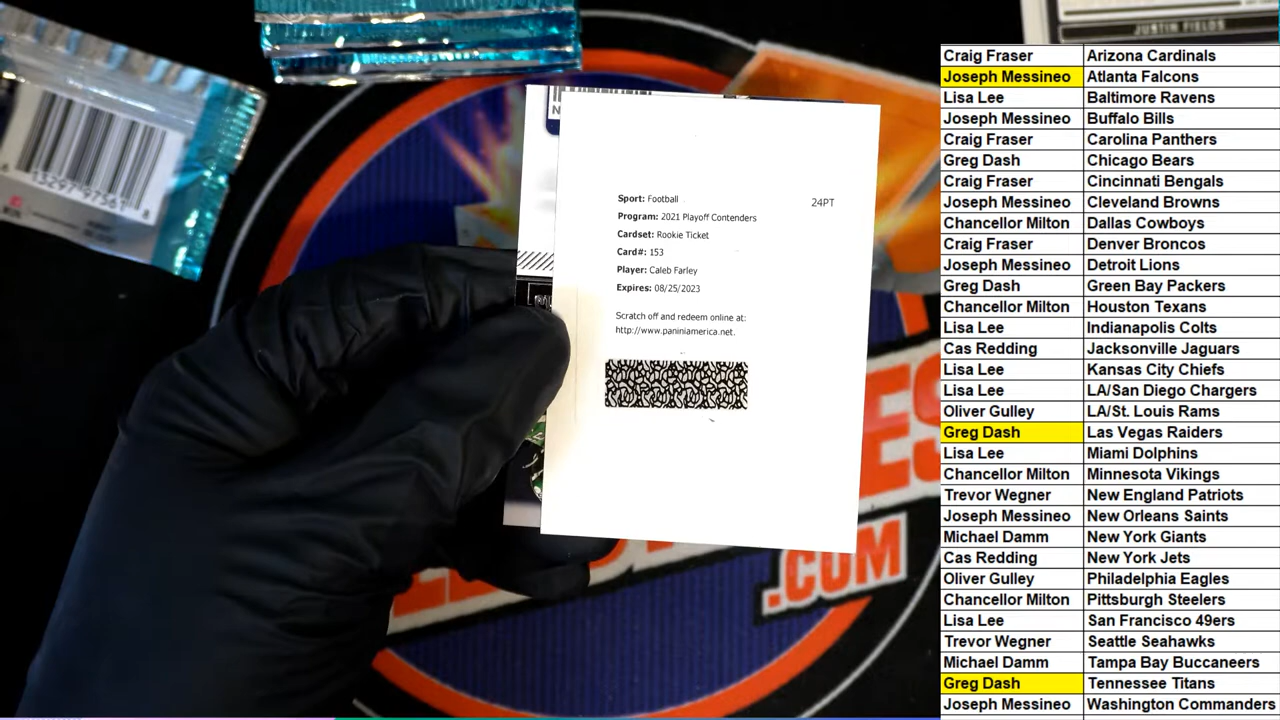 JUSTIN FIELDS
Sport: Football
24PT
Program: 2021 Playoff Contenders
Cardset: Rookie Ticket
Card#: 153
Player: Caleb Farley
Expires: 08/25/2023
Scratch off and redeem online at:
http://www.paniniamerica.net.
.COM
Craig Fraser Arizona Cardinals
Joseph Messineo Atlanta Falcons
Lisa Lee Baltimore Ravens
Joseph Messineo Buffalo Bills
Craig Fraser Carolina Panthers
Greg Dash Chicago Bears
Craig Fraser Cincinnati Bengals
Joseph Messineo Cleveland Browns
Chancellor Milton Dallas Cowboys
Craig Fraser Denver Broncos
Joseph Messineo Detroit Lions
Greg Dash Green Bay Packers
Chancellor Milton Houston Texans
Lisa Lee Indianapolis Colts
Cas Redding Jacksonville Jaguars
Lisa Lee Kansas City Chiefs
Lisa Lee LA/San Diego Chargers
Oliver Gulley LA/St. Louis Rams
Greg Dash Las Vegas Raiders
Lisa Lee Miami Dolphins
Chancellor Milton Minnesota Vikings
Trevor Wegner New England Patriots
Joseph Messineo New Orleans Saints
Michael Damm New York Giants
Cas Redding New York Jets
Oliver Gulley Philadelphia Eagles
Chancellor Milton Pittsburgh Steelers
Lisa Lee San Francisco 49ers
Trevor Wegner Seattle Seahawks
Michael Damm Tampa Bay Buccaneers
Greg Dash Tennessee Titans
Joseph Messineo Washington Commanders